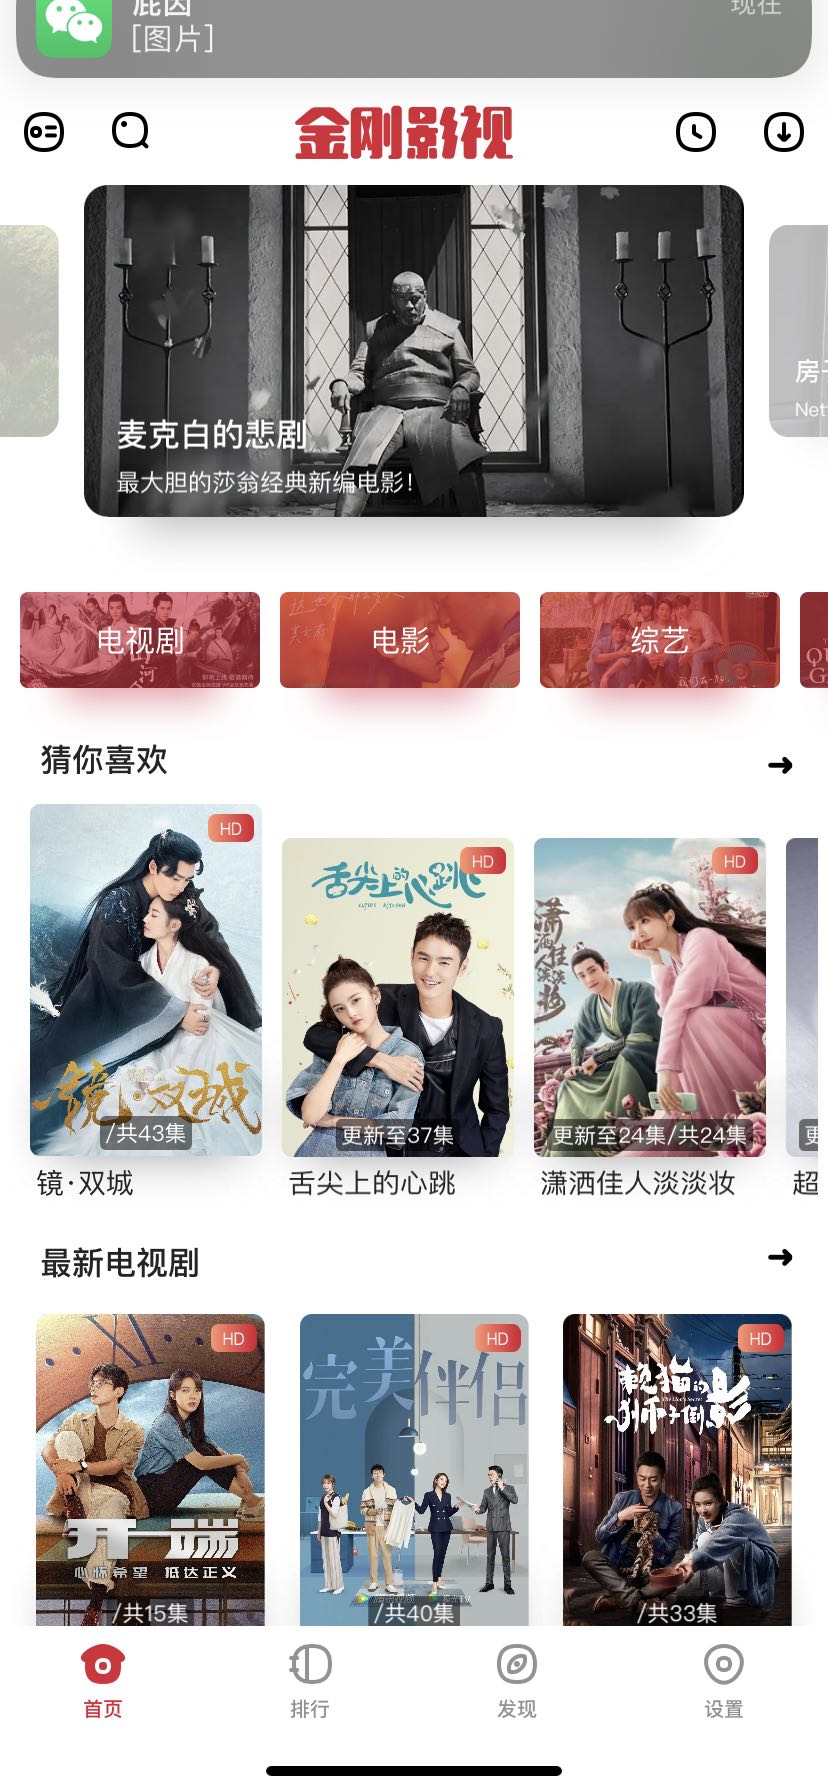 [图片]
现在
金刚影视
麦克白的悲剧
最大胆的莎翁经典新编电影！
房子
Net
电视剧
电影
综艺
猜你喜欢
HD
镜·双城
/共43集
镜·双城
HD
舌尖上的心跳
CUPID'S KITCHEN
更新至37集
舌尖上的心跳
HD
潇洒佳人淡淡妆
更新至24集/共24集
潇洒佳人淡淡妆
超
最新电视剧
HD
开端
心怀希望 抵达正义
/共15集
HD
完美伴侣
/共40集
HD
赖猫的
狮子倒影
The Lion's Secret
/共33集
首页
排行
发现
设置